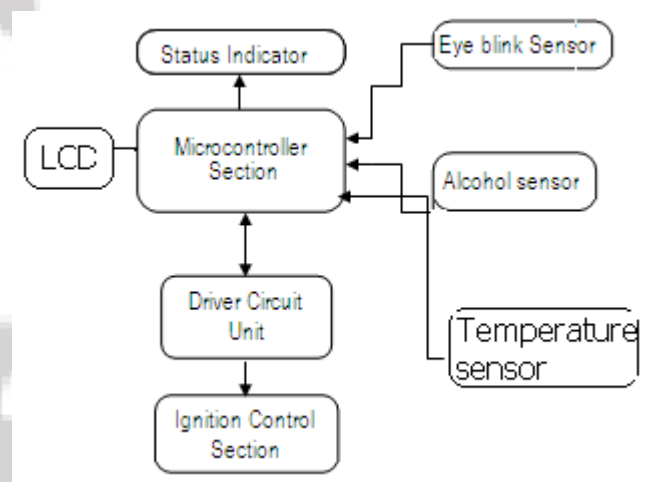 Status Indicator
Eye blink Sensor
LCD
Microcontroller
Section
Alcohol sensor
Driver Circuit
Unit
Temperature
sensor
Ignition Control
Section